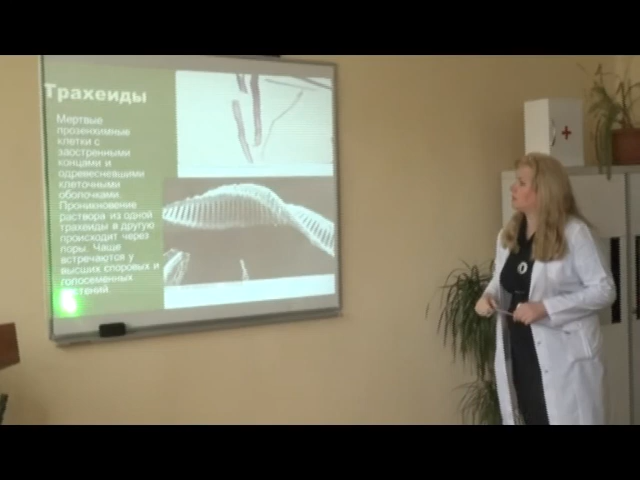 Трахеиды
Мертвые
прозенхимные
клетки с
заостренными
концами и
одревесневшими
клеточными
оболочками.
Проникновение
раствора из одной
трахеиды в другую
происходит через
поры. Чаще
встречаются у
высших споровых и
голосеменных
растений